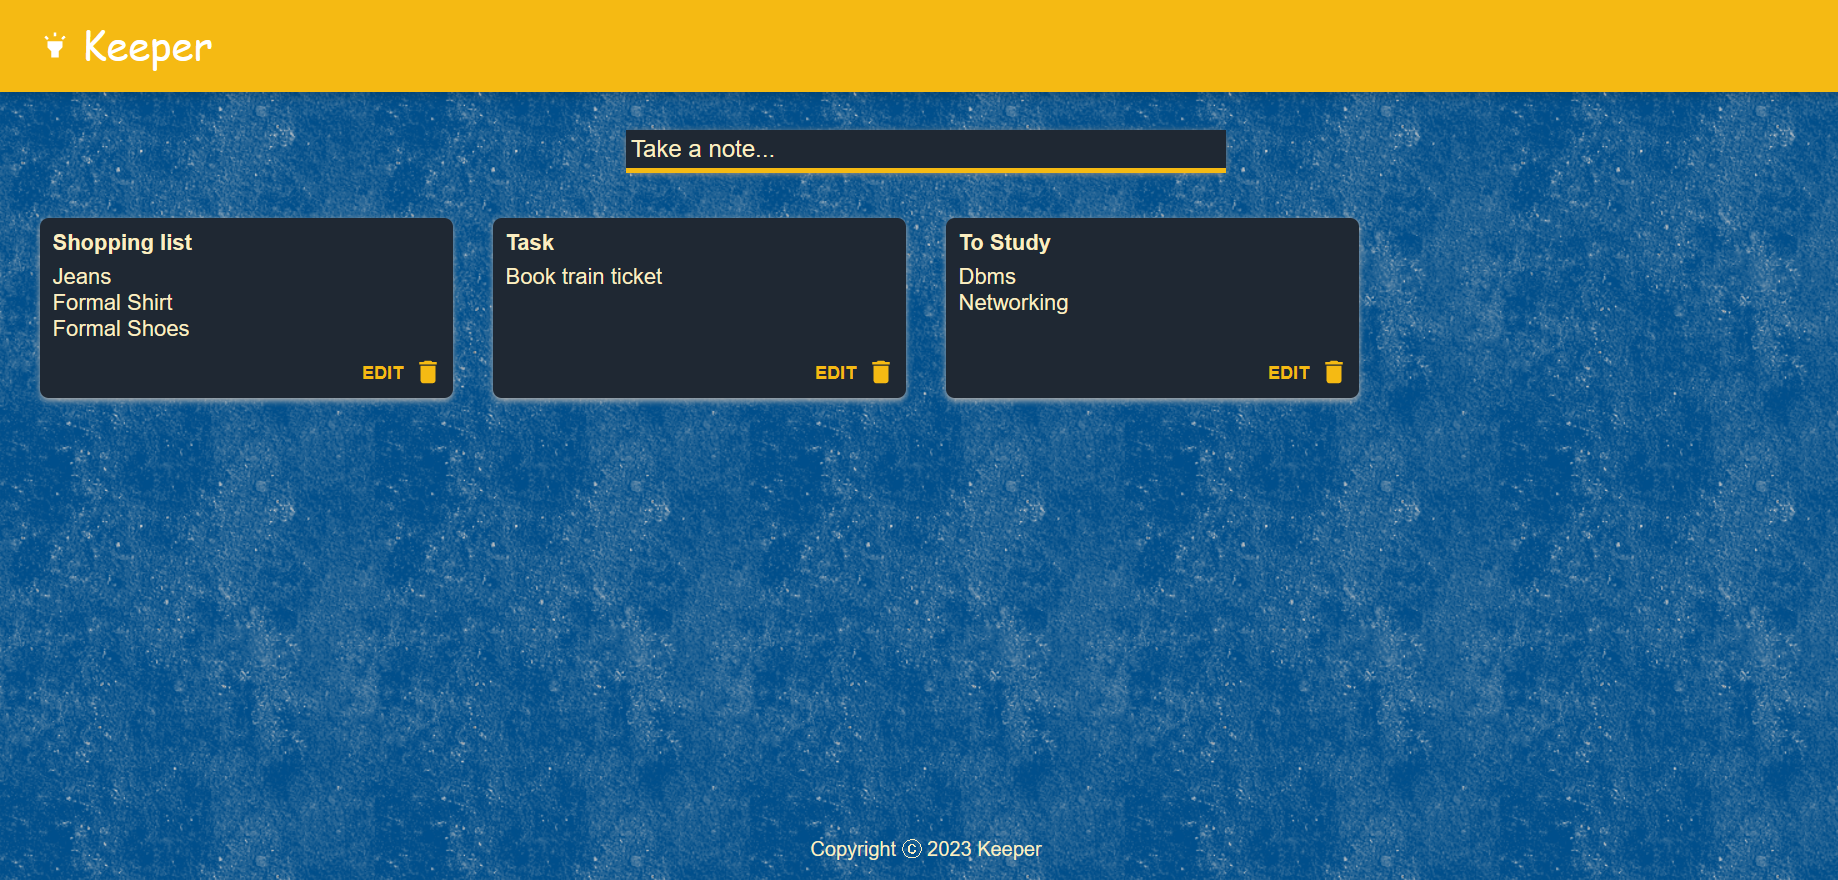 Keeper
Take a note...
Shopping list
Jeans
Formal Shirt
Formal Shoes
EDIT
Task
Book train ticket
EDIT
To Study
Dbms
Networking
EDIT
Copyright © 2023 Keeper